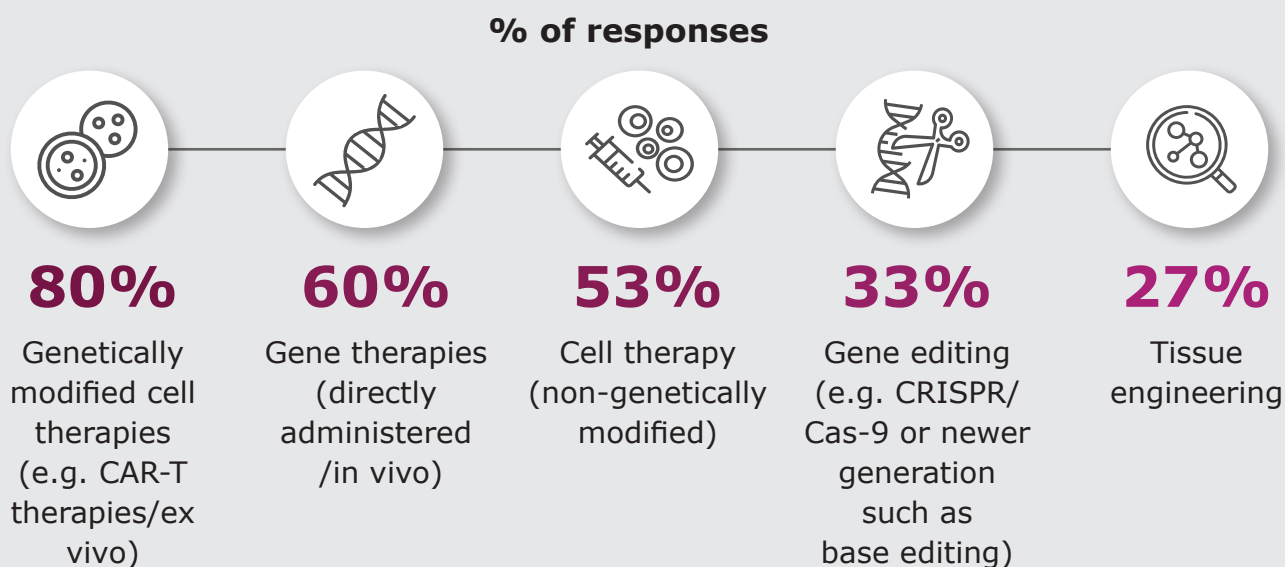 % of responses
80%
Genetically
modified cell
therapies
(e.g. CAR-T
therapies/ex
vivo)
60%
Gene therapies
(directly
administered
/in vivo)
53%
Cell therapy
(non-genetically
modified)
33%
Gene editing
(e.g. CRISPR/
Cas-9 or newer
generation
such as
base editing)
27%
Tissue
engineering